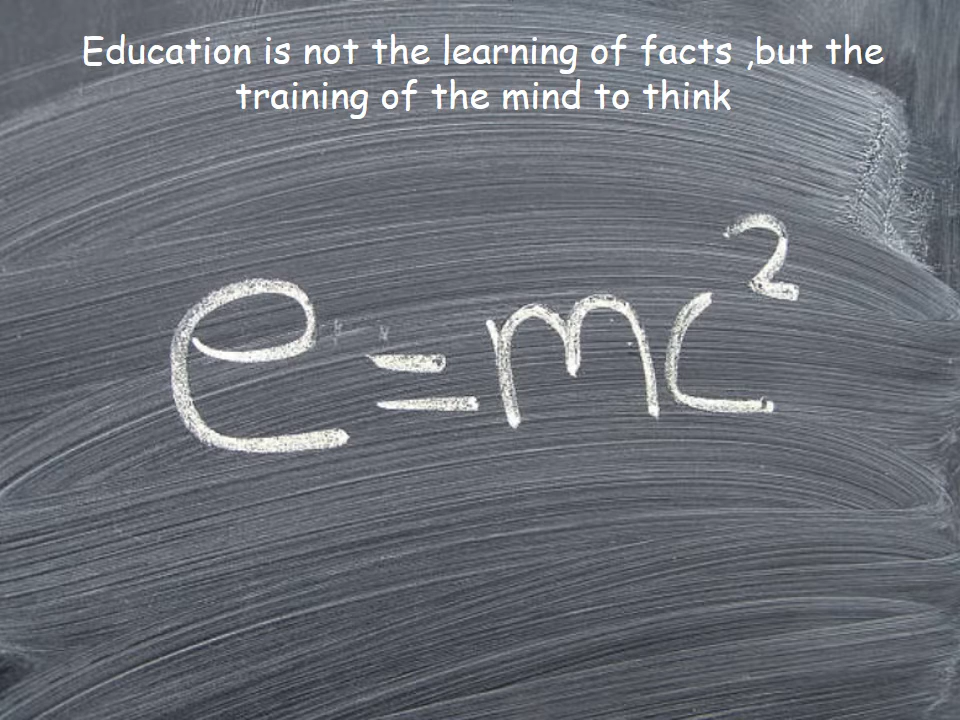 Education is not the learning of facts ,but the
training of the mind to think
e=mc²